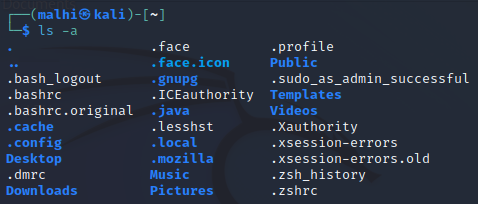 ┌──(malhi㉿kali)-[~]
└─$ ls -a
. .face .profile
.. .face.icon Public
.bash_logout .gnupg .sudo_as_admin_successful
.bashrc .ICEauthority Templates
.bashrc.original .java Videos
.cache .lesshst .Xauthority
.config .local .xsession-errors
Desktop .mozilla .xsession-errors.old
.dmrc Music .zsh_history
Downloads Pictures .zshrc